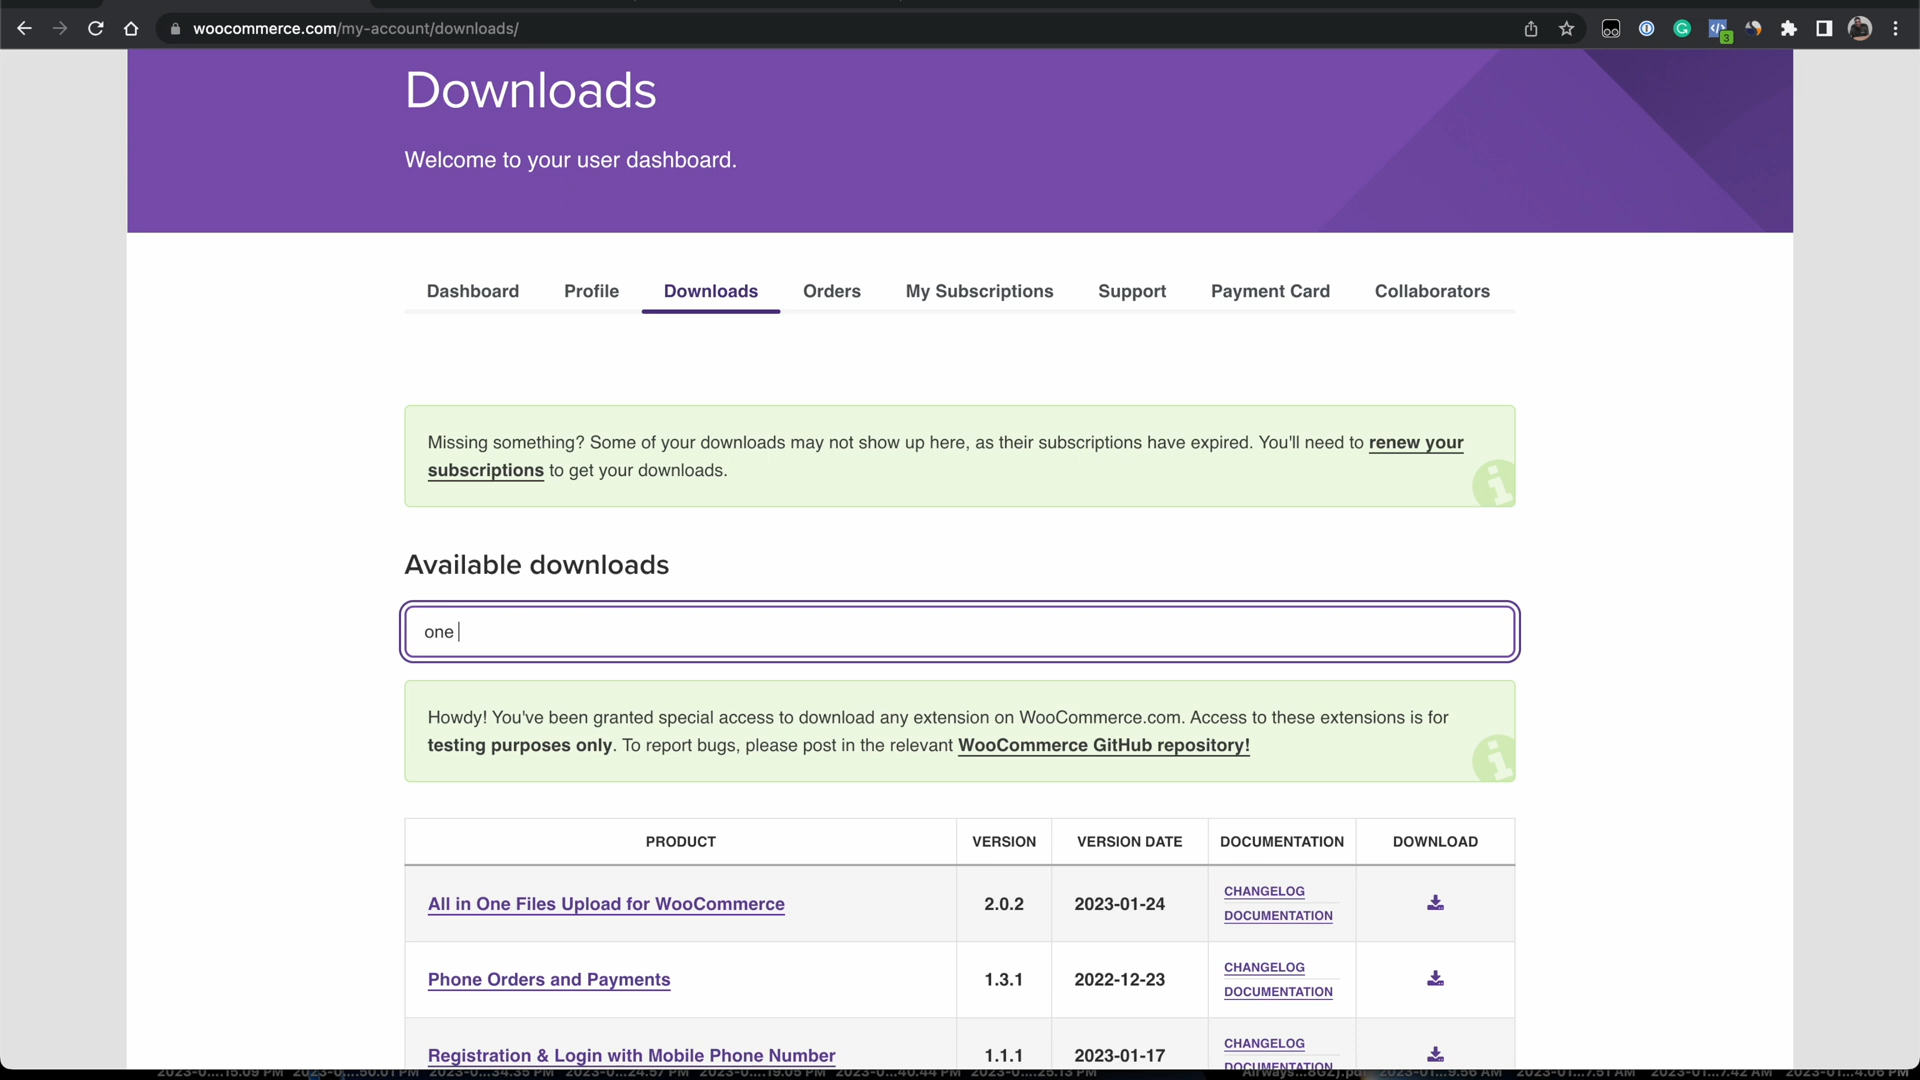 woocommerce.com/my-account/downloads/
3
Downloads
Welcome to your user dashboard.
Dashboard Profile Downloads Orders My Subscriptions Support Payment Card Collaborators
Missing something? Some of your downloads may not show up here, as their subscriptions have expired. You'll need to renew your
subscriptions to get your downloads.
Available downloads
one
Howdy! You've been granted special access to download any extension on WooCommerce.com. Access to these extensions is for
testing purposes only. To report bugs, please post in the relevant WooCommerce GitHub repository!
PRODUCT VERSION VERSION DATE DOCUMENTATION DOWNLOAD
All in One Files Upload for WooCommerce 2.0.2 2023-01-24 CHANGELOG
DOCUMENTATION
Phone Orders and Payments 1.3.1 2022-12-23 CHANGELOG
DOCUMENTATION
Registration & Login with Mobile Phone Number 1.1.1 2023-01-17 CHANGELOG
DOCUMENTATION